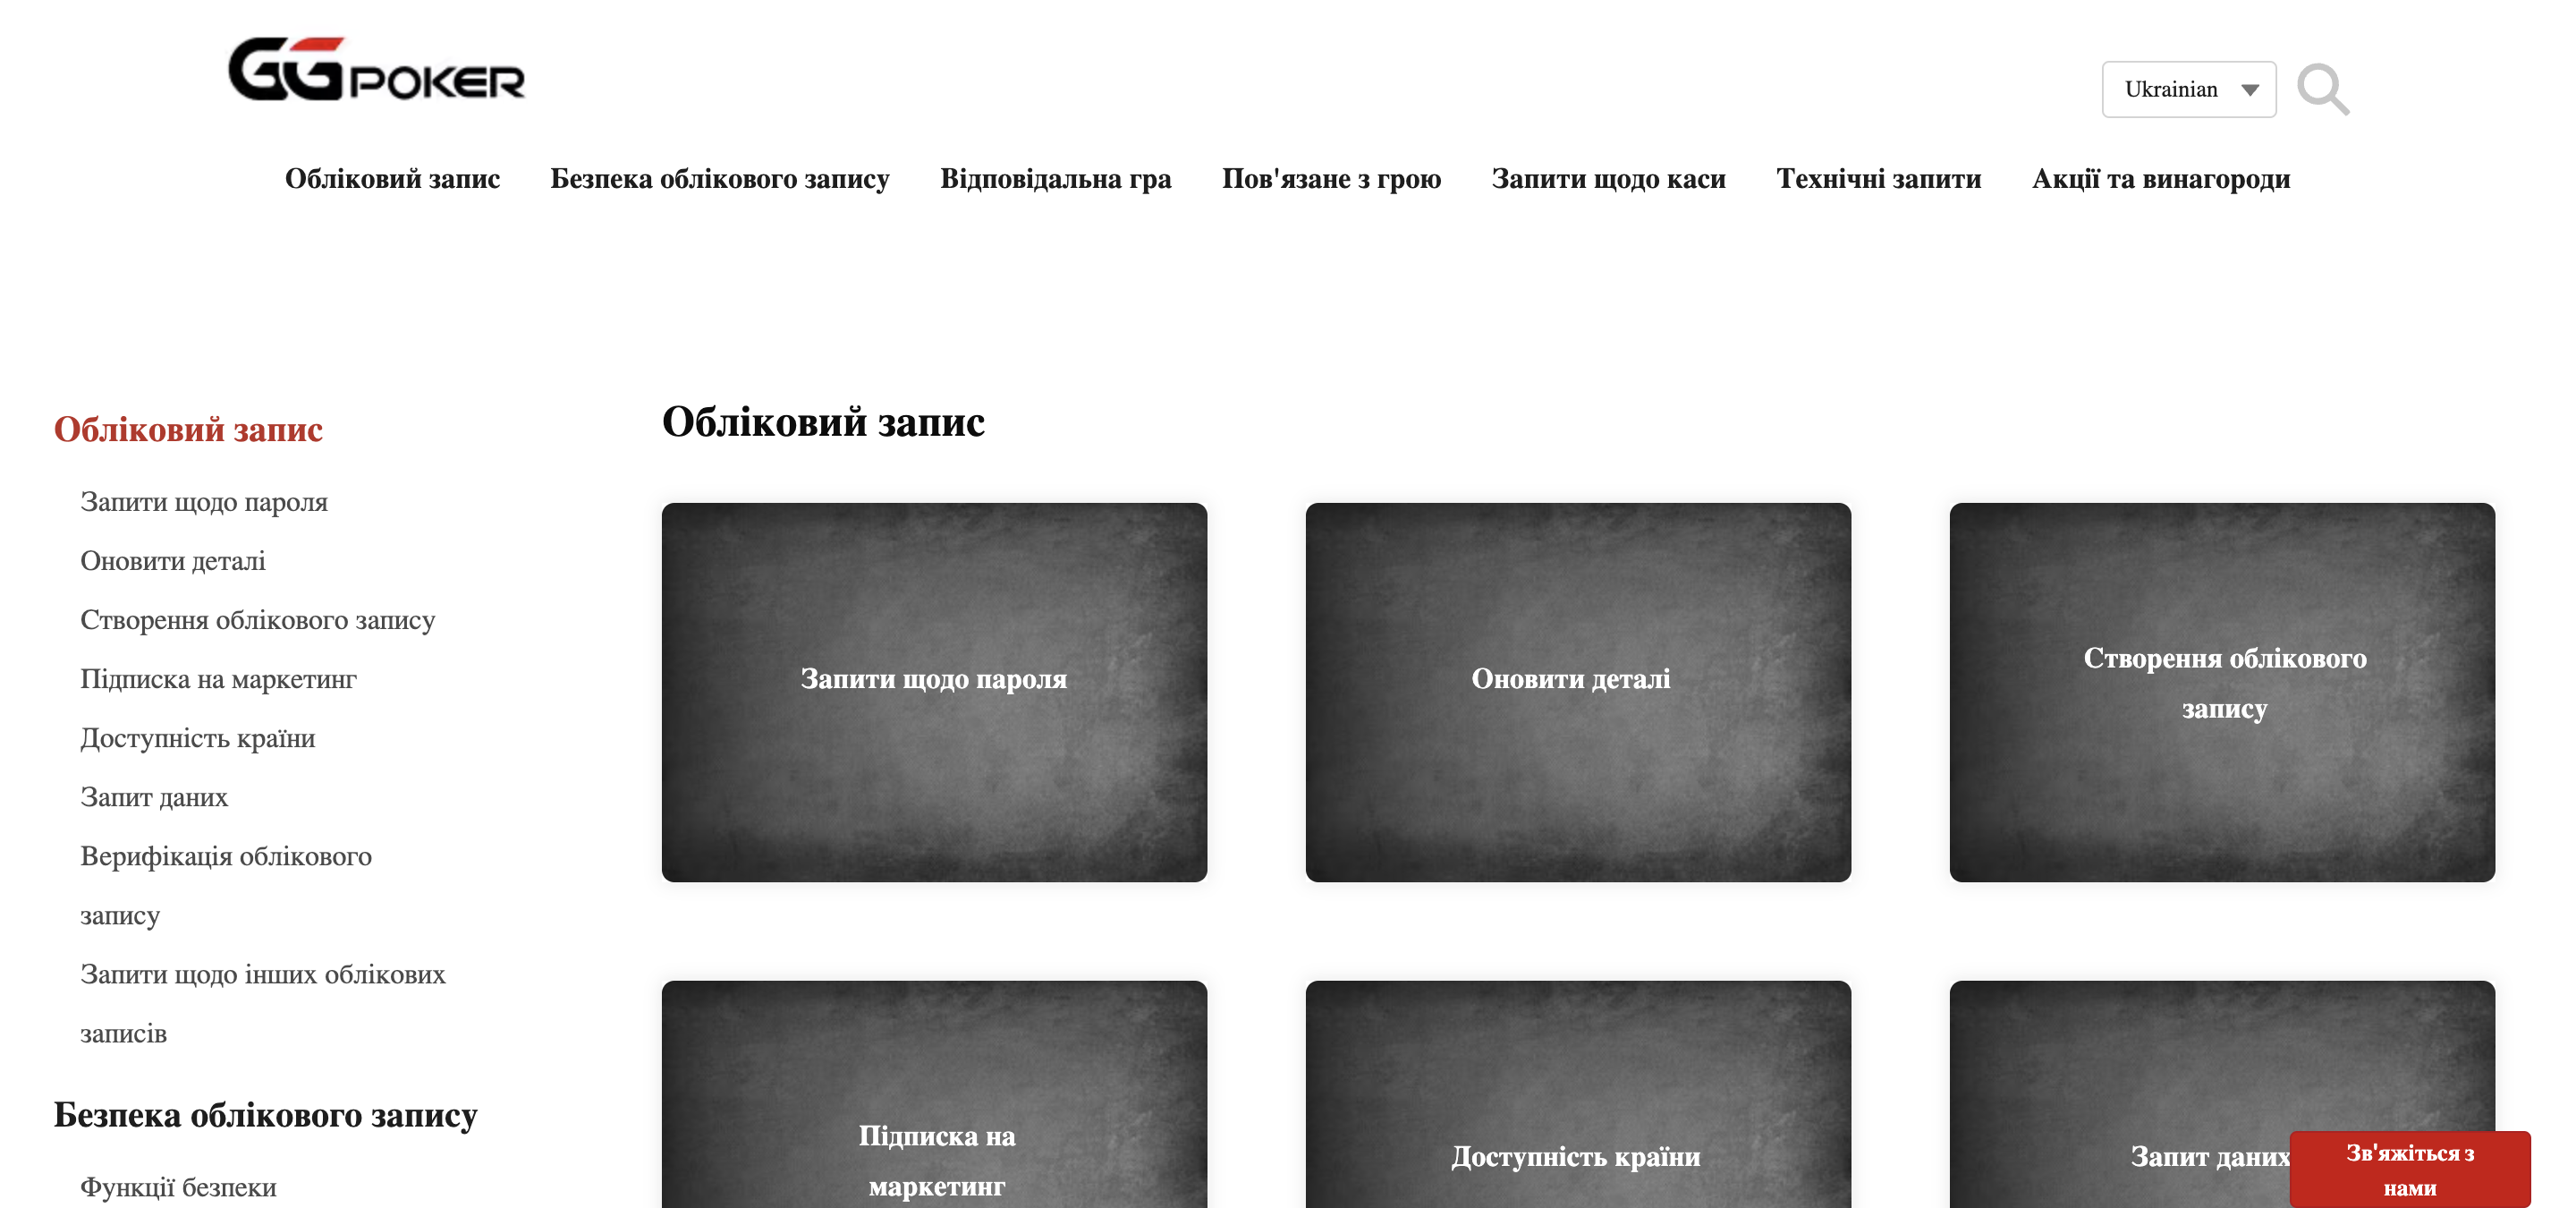 GGPOKER
Ukrainian
Обліковий запис Безпека облікового запису Відповідальна гра Пов'язане з грою Запити щодо каси Технічні запити Акції та винагороди
Обліковий запис
Запити щодо пароля
Оновити деталі
Створення облікового запису
Підписка на маркетинг
Доступність країни
Запит даних
Верифікація облікового
запису
Запити щодо інших облікових
записів
Безпека облікового запису
Функції безпеки
Обліковий запис
Запити щодо пароля
Оновити деталі
Створення облікового
запису
Підписка на
маркетинг
Доступність країни
Запит даних
Зв'яжіться з
нами